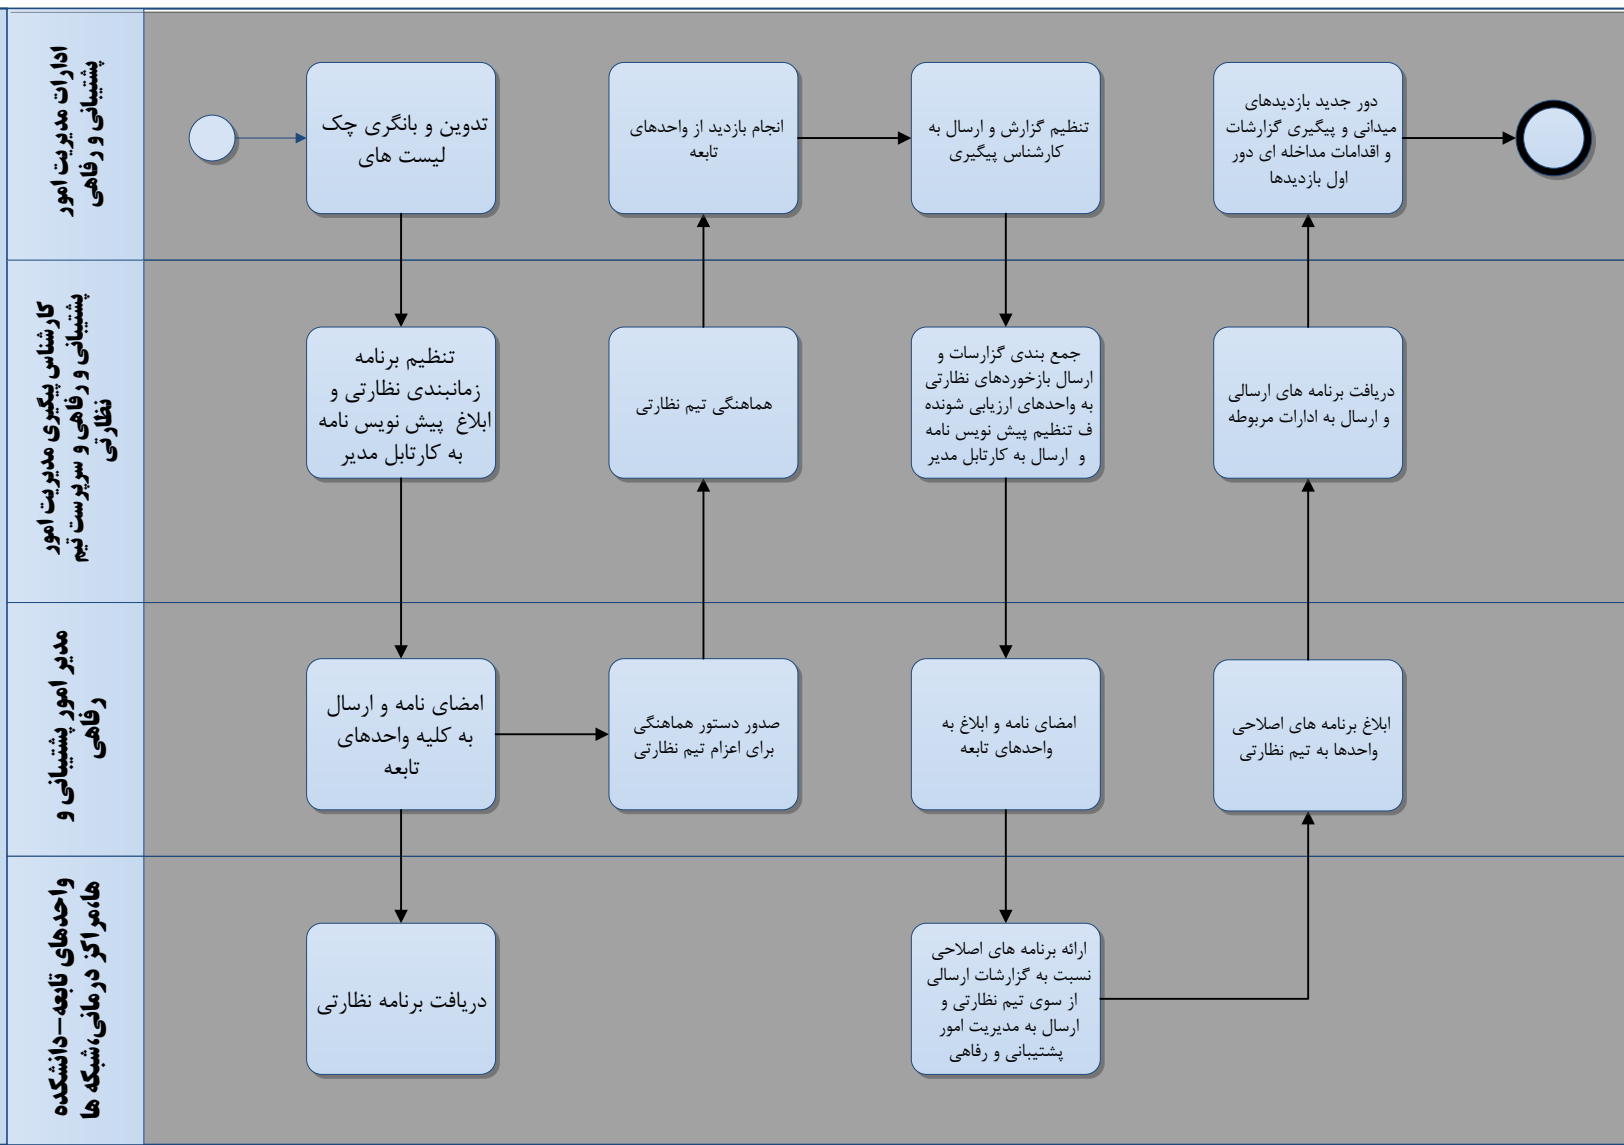 ادارات مدیریت امور
پشتیبانی و رفاهی
تدوین و بانگری چک
لیست های
انجام بازدید از واحدهای
تابعه
تنظیم گزارش و ارسال به
کارشناس پیگیری
دور جدید بازدیدهای
میدانی و پیگیری گزارشات
و اقدامات مداخله ای دور
اول بازدیدها
کارشناس پیگیری مدیریت امور
پشتیبانی و رفاهی و سرپرست تیم
نظارتی
تنظیم برنامه
زمانبندی نظارتی و
ابلاغ پیش نویس نامه
به کارتابل مدیر
هماهنگی تیم نظارتی
جمع بندی گزارسات و
ارسال بازخوردهای نظارتی
به واحدهای ارزیابی شونده
ف تنظیم پیش نویس نامه
و ارسال به کارتابل مدیر
دریافت برنامه های ارسالی
و ارسال به ادارات مربوطه
مدیر امور پشتیبانی و
رفاهی
امضای نامه و ارسال
به کلیه واحدهای
تابعه
صدور دستور هماهنگی
برای اعزام تیم نظارتی
امضای نامه و ابلاغ به
واحدهای تابعه
ابلاغ برنامه های اصلاحی
واحدها به تیم نظارتی
واحدهای تابعه-دانشکده
ها،مراکز درمانی،شبکه ها
دریافت برنامه نظارتی
ارائه برنامه های اصلاحی
نسبت به گزارشات ارسالی
از سوی تیم نظارتی و
ارسال به مدیریت امور
پشتیبانی و رفاهی